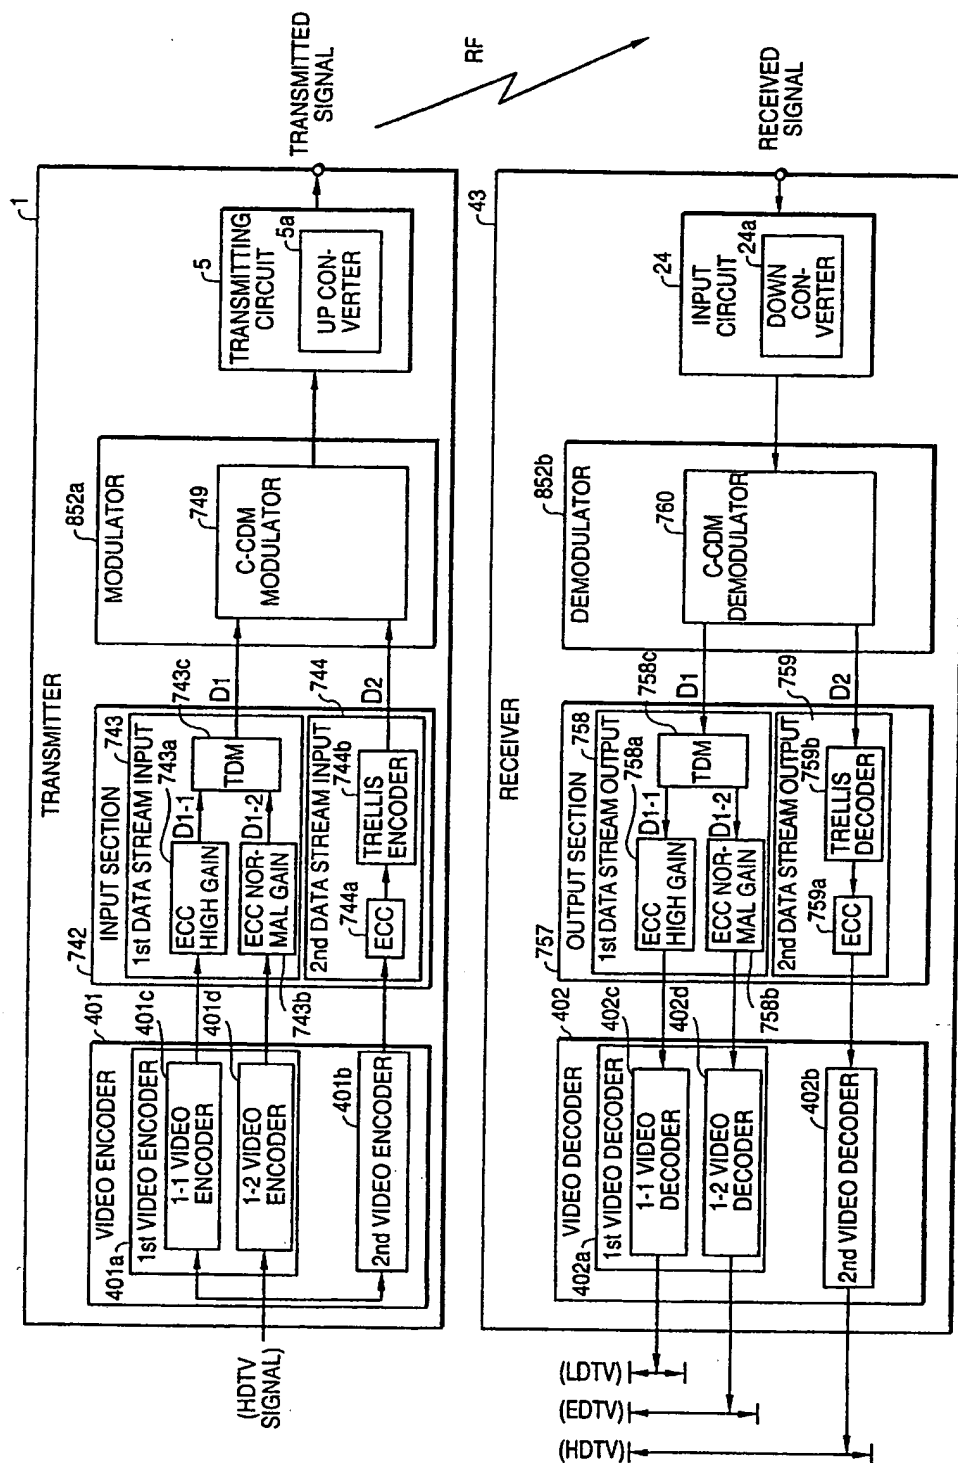 TRANSMITTER
1
(HDTV
SIGNAL)
VIDEO ENCODER
401
401a
1st VIDEO ENCODER
401c
1-1 VIDEO
ENCODER
401d
1-2 VIDEO
ENCODER
401b
2nd VIDEO ENCODER
742
INPUT SECTION
743
1st DATA STREAM INPUT
743a
ECC
HIGH GAIN
D1-1
743c
TDM
ECC NOR-
MAL GAIN
D1-2
743b
D1
744
2nd DATA STREAM INPUT
744a
ECC
744b
TRELLIS
ENCODER
D2
852a
MODULATOR
749
C-CDM
MODULATOR
5
TRANSMITTING
CIRCUIT
5a
UP CON-
VERTER
TRANSMITTED
SIGNAL
RF
RECEIVER
43
RECEIVED
SIGNAL
24
INPUT
CIRCUIT
24a
DOWN
CON-
VERTER
852b
DEMODULATOR
760
C-CDM
DEMODULATOR
D1
D2
757
OUTPUT SECTION
758
1st DATA STREAM OUTPUT
758a
ECC
HIGH GAIN
D1-1
758c
TDM
ECC NOR-
MAL GAIN
D1-2
758b
759
2nd DATA STREAM OUTPUT
759a
ECC
759b
TRELLIS
DECODER
402
VIDEO DECODER
402a
1st VIDEO DECODER
402c
1-1 VIDEO
DECODER
402d
1-2 VIDEO
DECODER
402b
2nd VIDEO DECODER
(LDTV)
(EDTV)
(HDTV)